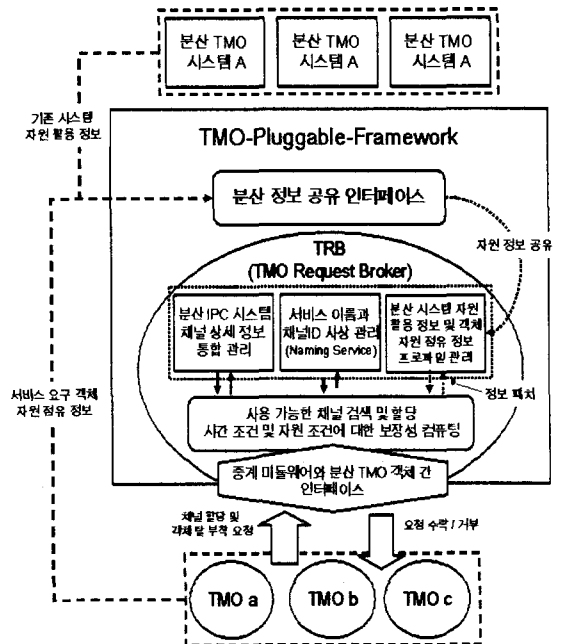 분산 TMO
시스템 A
분산 TMO
시스템 A
분산 TMO
시스템 A
기존 시스템
자원 활용 정보
TMO-Pluggable-Framework
분산 정보 공유 인터페이스
TRB
(TMO Request Broker)
자원 정보 공유
분산 IPC 시스템
채널 상세 정보
통합 관리
서비스 이름과
채널ID 사상 관리
(Naming Service)
분산 시스템 자원
활용 정보 및 객체
자원 점유 정보
프로파일 관리
서비스 요구 객체
자원 점유 정보
정보 패치
사용 가능한 채널 검색 및 할당
시간 조건 및 자원 조건에 대한 보장성 컴퓨팅
중계 미들웨어와 분산 TMO 객체 간
인터페이스
채널 할당 및
객체 탈 부착 요청
요청 수락 / 거부
TMO a
TMO b
TMO c